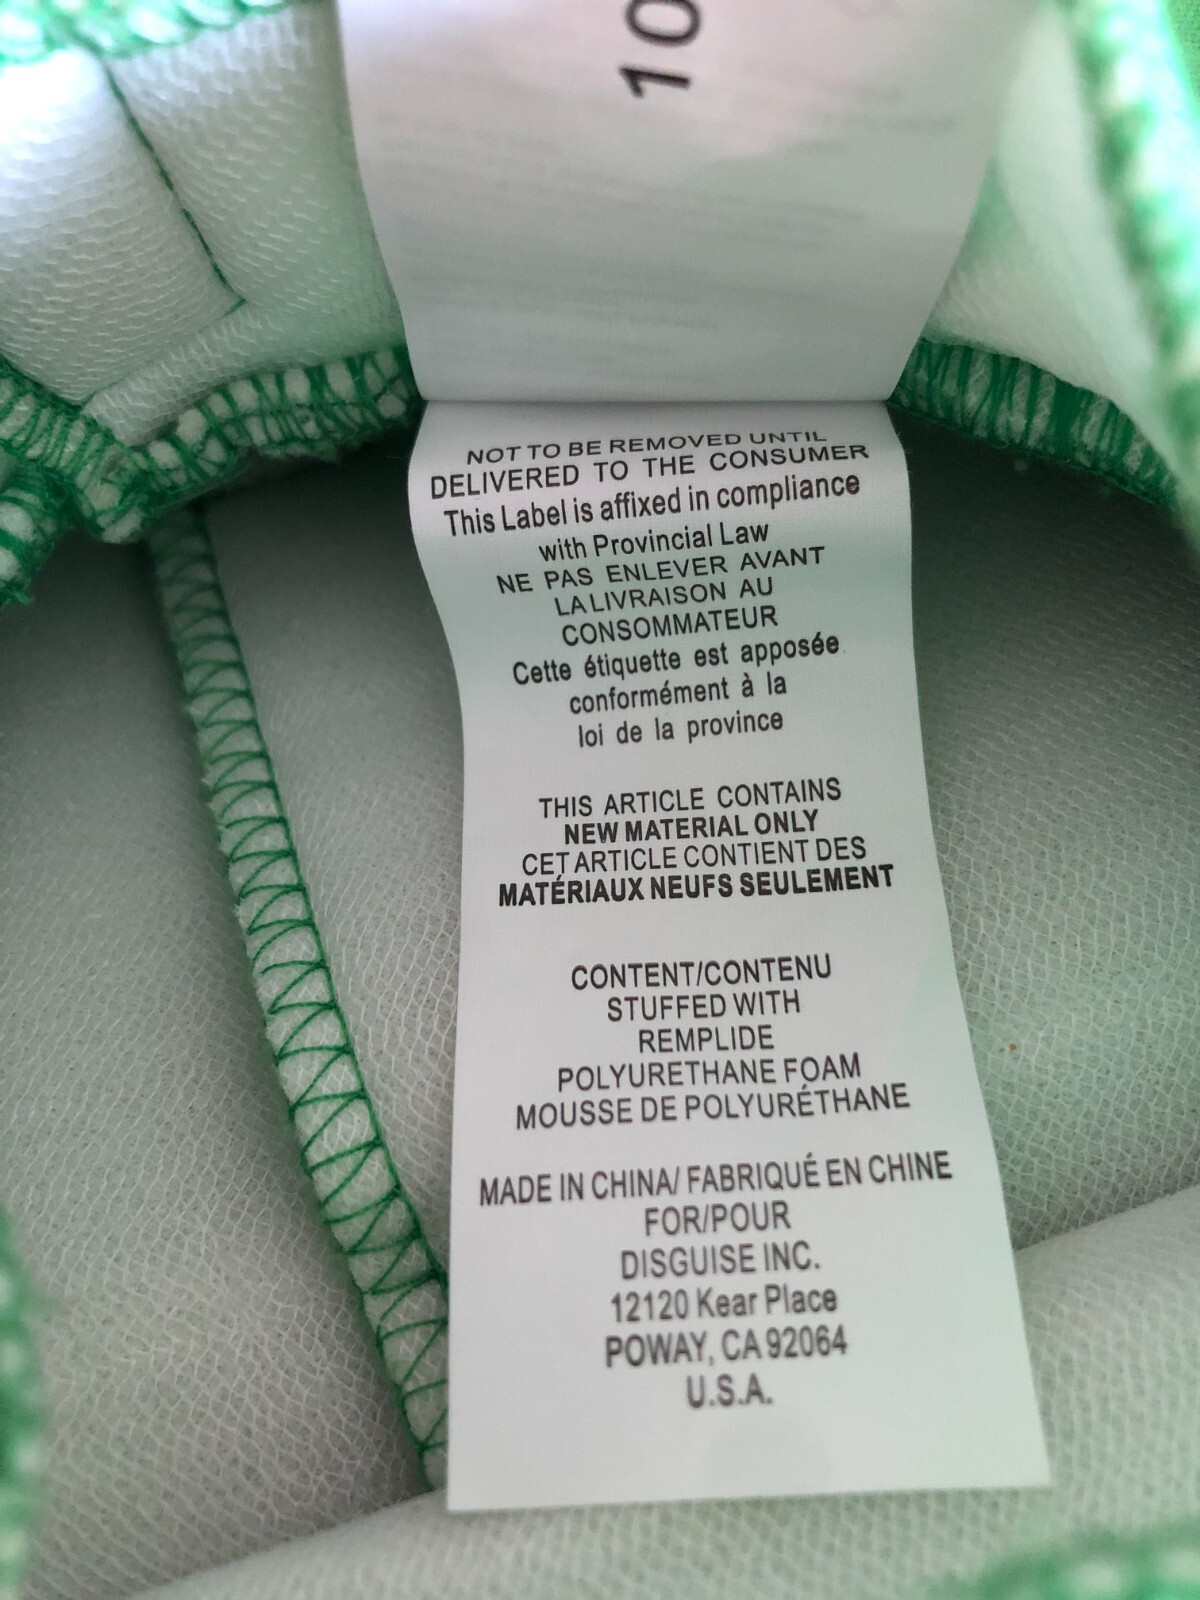 10
NOT TO BE REMOVED UNTIL
DELIVERED TO THE CONSUMER
This Label is affixed in compliance
with Provincial Law
NE PAS ENLEVER AVANT
LA LIVRAISON AU
CONSOMMATEUR
Cette étiquette est apposée
conformément à la
loi de la province
THIS ARTICLE CONTAINS
NEW MATERIAL ONLY
CET ARTICLE CONTIENT DES
MATÉRIAUX NEUFS SEULEMENT
CONTENT/CONTENU
STUFFED WITH
REMPLIDE
POLYURETHANE FOAM
MOUSSE DE POLYURÉTHANE
MADE IN CHINA/ FABRIQUÉ EN CHINE
FOR/POUR
DISGUISE INC.
12120 Kear Place
POWAY, CA 92064
U.S.A.